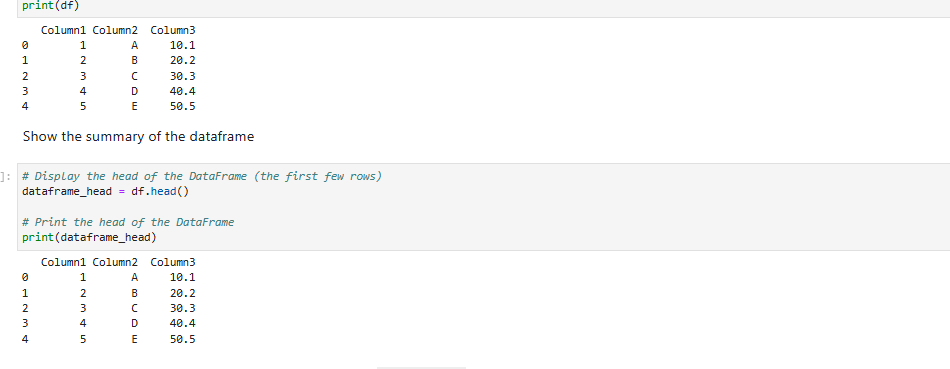 print(df)
   Column1 Column2  Column3
0        1       A     10.1
1        2       B     20.2
2        3       C     30.3
3        4       D     40.4
4        5       E     50.5
Show the summary of the dataframe
]: # Display the head of the DataFrame (the first few rows)
dataframe_head = df.head()
# Print the head of the DataFrame
print(dataframe_head)
   Column1 Column2  Column3
0        1       A     10.1
1        2       B     20.2
2        3       C     30.3
3        4       D     40.4
4        5       E     50.5